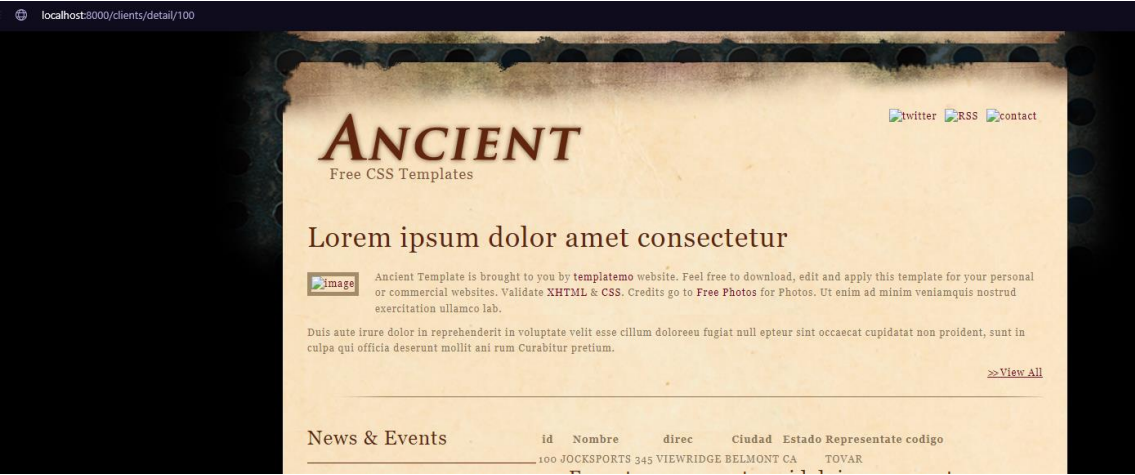 localhost:8000/clients/detail/100
twitter RSS contact
ANCIENT
Free CSS Templates
Lorem ipsum dolor amet consectetur
image
Ancient Template is brought to you by templatemo website. Feel free to download, edit and apply this template for your personal
or commercial websites. Validate XHTML & CSS. Credits go to Free Photos for Photos. Ut enim ad minim veniamquis nostrud
exercitation ullamco lab.
Duis aute irure dolor in reprehenderit in voluptate velit esse cillum doloreeu fugiat null epteur sint occaecat cupidatat non proident, sunt in
culpa qui officia deserunt mollit ani rum Curabitur pretium.
>>View All
News & Events
id Nombre direc Ciudad Estado Representate codigo
100 JOCKSPORTS 345 VIEWRIDGE BELMONT CA TOVAR